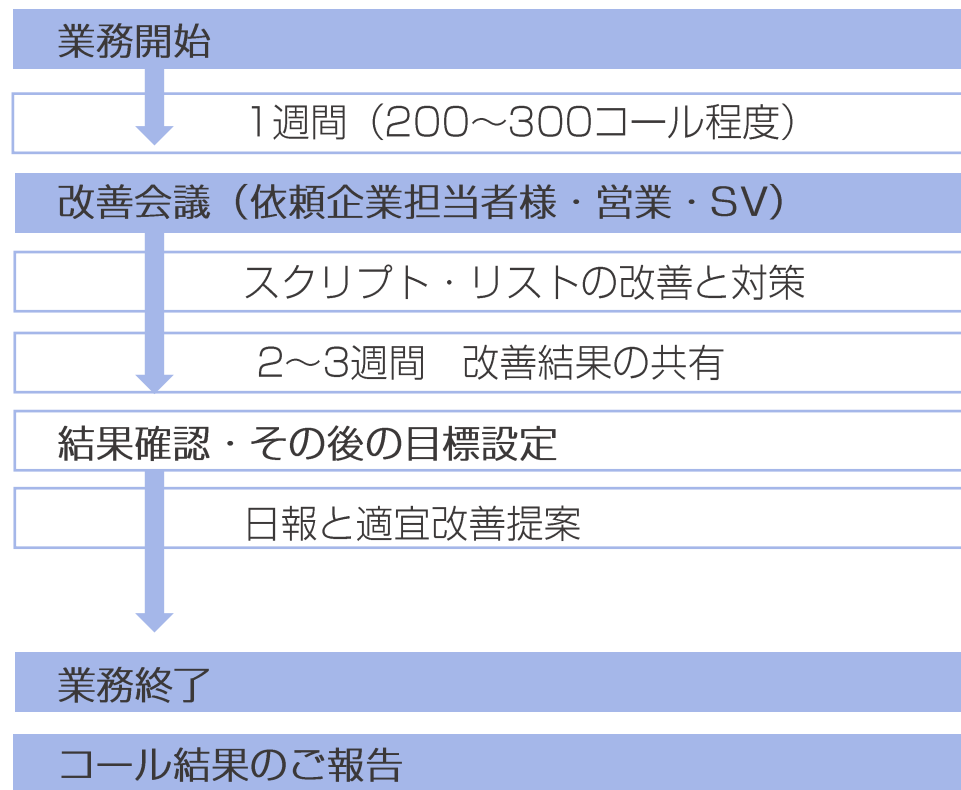 業務開始
1週間（200～300コール程度）
改善会議（依頼企業担当者様・営業・SV）
スクリプト・リストの改善と対策
2～3週間　改善結果の共有
結果確認・その後の目標設定
日報と適宜改善提案
業務終了
コール結果のご報告